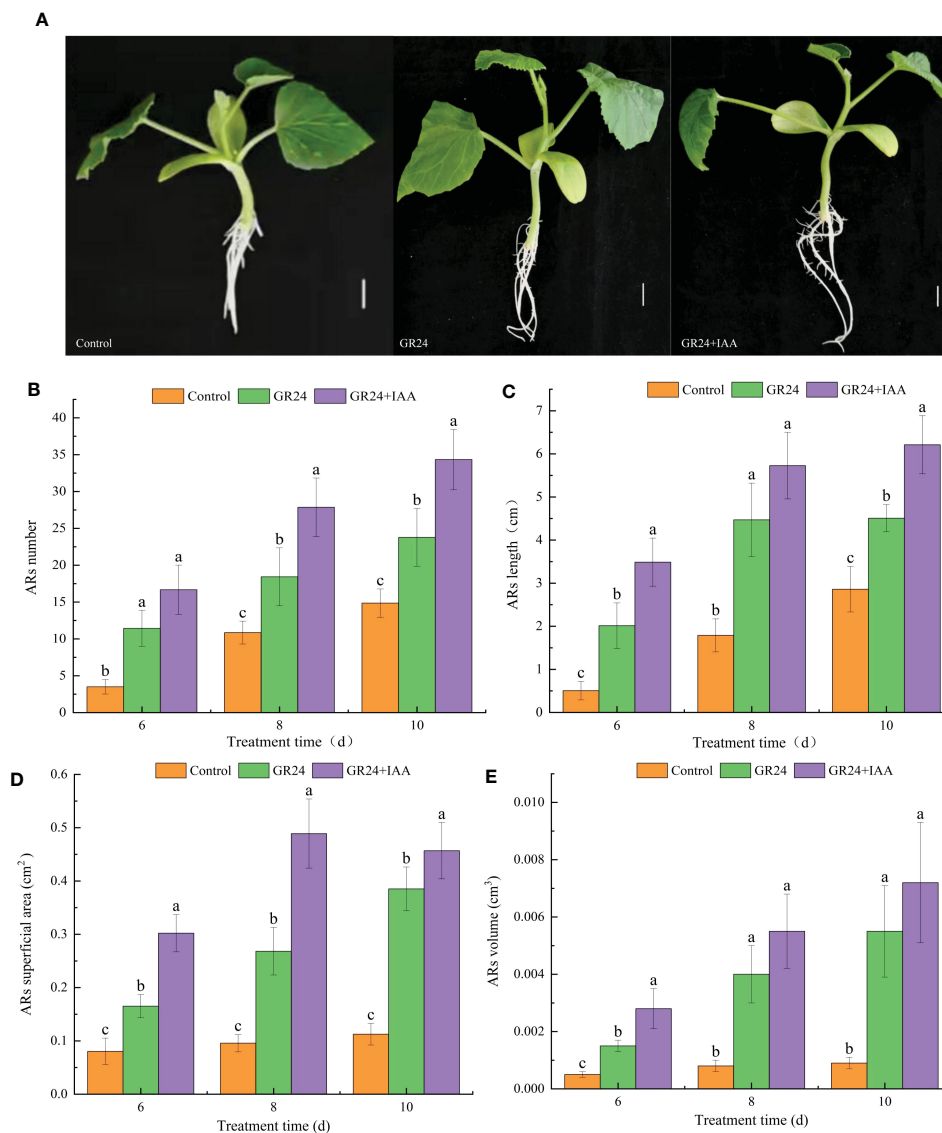 A
Control
GR24
GR24+IAA
B
Control GR24 GR24+IAA
ARs number
40
35
30
25
20
15
10
5
0
b a a
c b a
c b a
6 8 10
Treatment time（d）
C
Control GR24 GR24+IAA
ARs length（cm）
7
6
5
4
3
2
1
0
c b a
b a a
c b a
6 8 10
Treatment time（d）
D
Control GR24 GR24+IAA
ARs superficial area (cm²)
0.6
0.5
0.4
0.3
0.2
0.1
0.0
c b a
c b a
c b a
6 8 10
Treatment time (d)
E
Control GR24 GR24+IAA
ARs volume (cm³)
0.010
0.008
0.006
0.004
0.002
0.000
c b a
b a a
b a a
6 8 10
Treatment time (d)